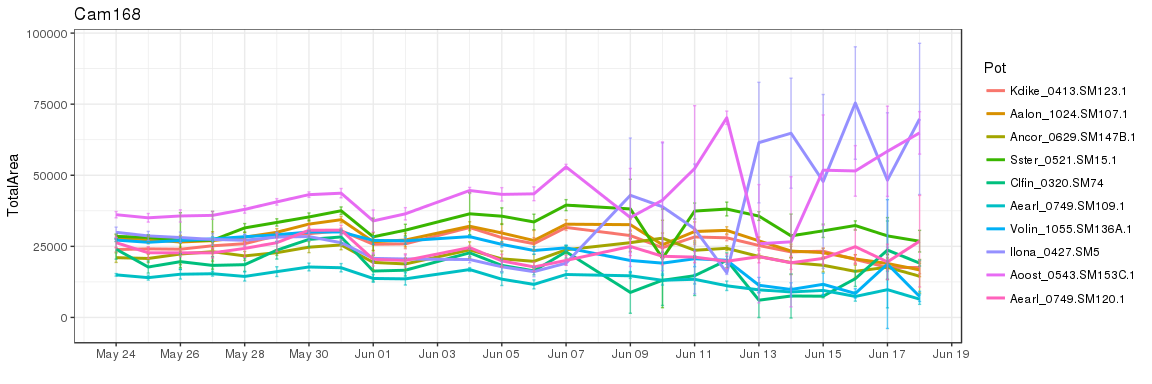 Cam168
TotalArea
100000
75000
50000
25000
0
May 24 May 26 May 28 May 30 Jun 01 Jun 03 Jun 05 Jun 07 Jun 09 Jun 11 Jun 13 Jun 15 Jun 17 Jun 19
Pot
Kdike_0413.SM123.1
Aalon_1024.SM107.1
Ancor_0629.SM147B.1
Sster_0521.SM15.1
Clfin_0320.SM74
Aearl_0749.SM109.1
Volin_1055.SM136A.1
Ilona_0427.SM5
Aoost_0543.SM153C.1
Aearl_0749.SM120.1